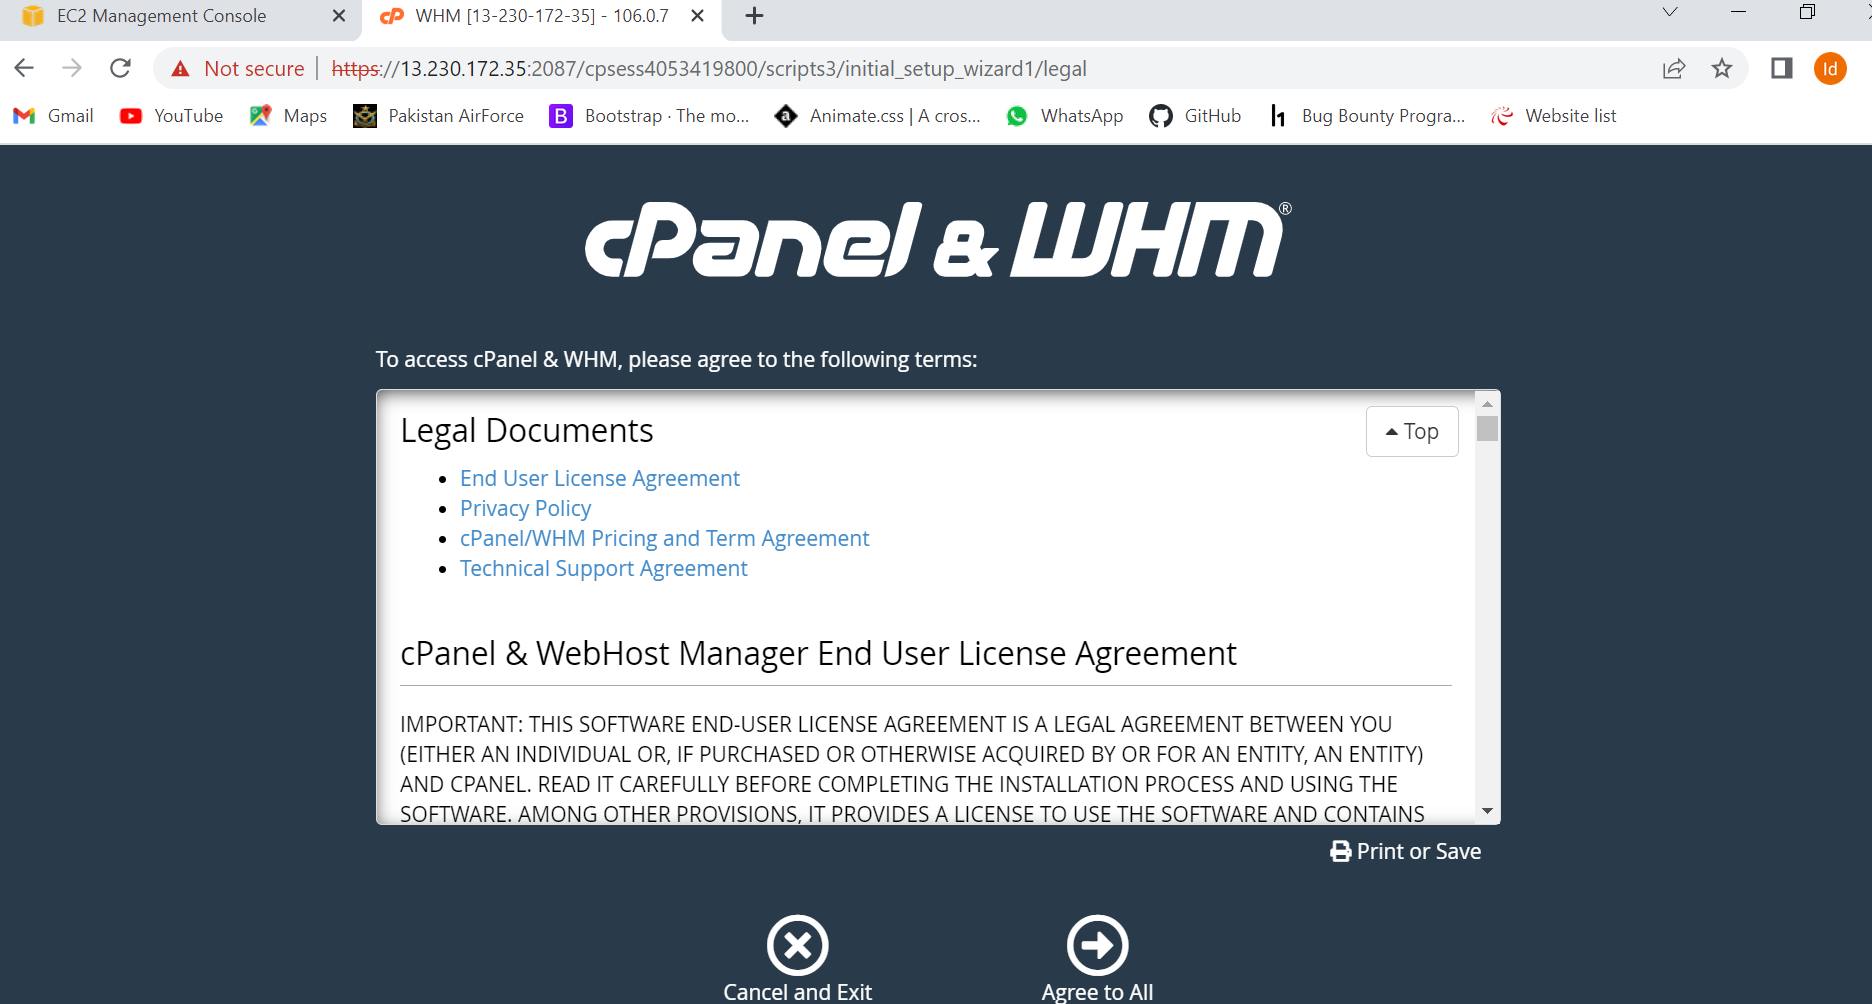 EC2 Management Console
WHM [13-230-172-35] - 106.0.7
Not secure https://13.230.172.35:2087/cpsess4053419800/scripts3/initial_setup_wizard1/legal
Id
Gmail YouTube Maps Pakistan AirForce B Bootstrap · The mo... a Animate.css | A cros... WhatsApp GitHub h Bug Bounty Progra... Website list
cPanel & WHM®
To access cPanel & WHM, please agree to the following terms:
Legal Documents
Top
• End User License Agreement
• Privacy Policy
• cPanel/WHM Pricing and Term Agreement
• Technical Support Agreement
cPanel & WebHost Manager End User License Agreement
IMPORTANT: THIS SOFTWARE END-USER LICENSE AGREEMENT IS A LEGAL AGREEMENT BETWEEN YOU
(EITHER AN INDIVIDUAL OR, IF PURCHASED OR OTHERWISE ACQUIRED BY OR FOR AN ENTITY, AN ENTITY)
AND CPANEL. READ IT CAREFULLY BEFORE COMPLETING THE INSTALLATION PROCESS AND USING THE
SOFTWARE. AMONG OTHER PROVISIONS, IT PROVIDES A LICENSE TO USE THE SOFTWARE AND CONTAINS
Print or Save
Cancel and Exit
Agree to All